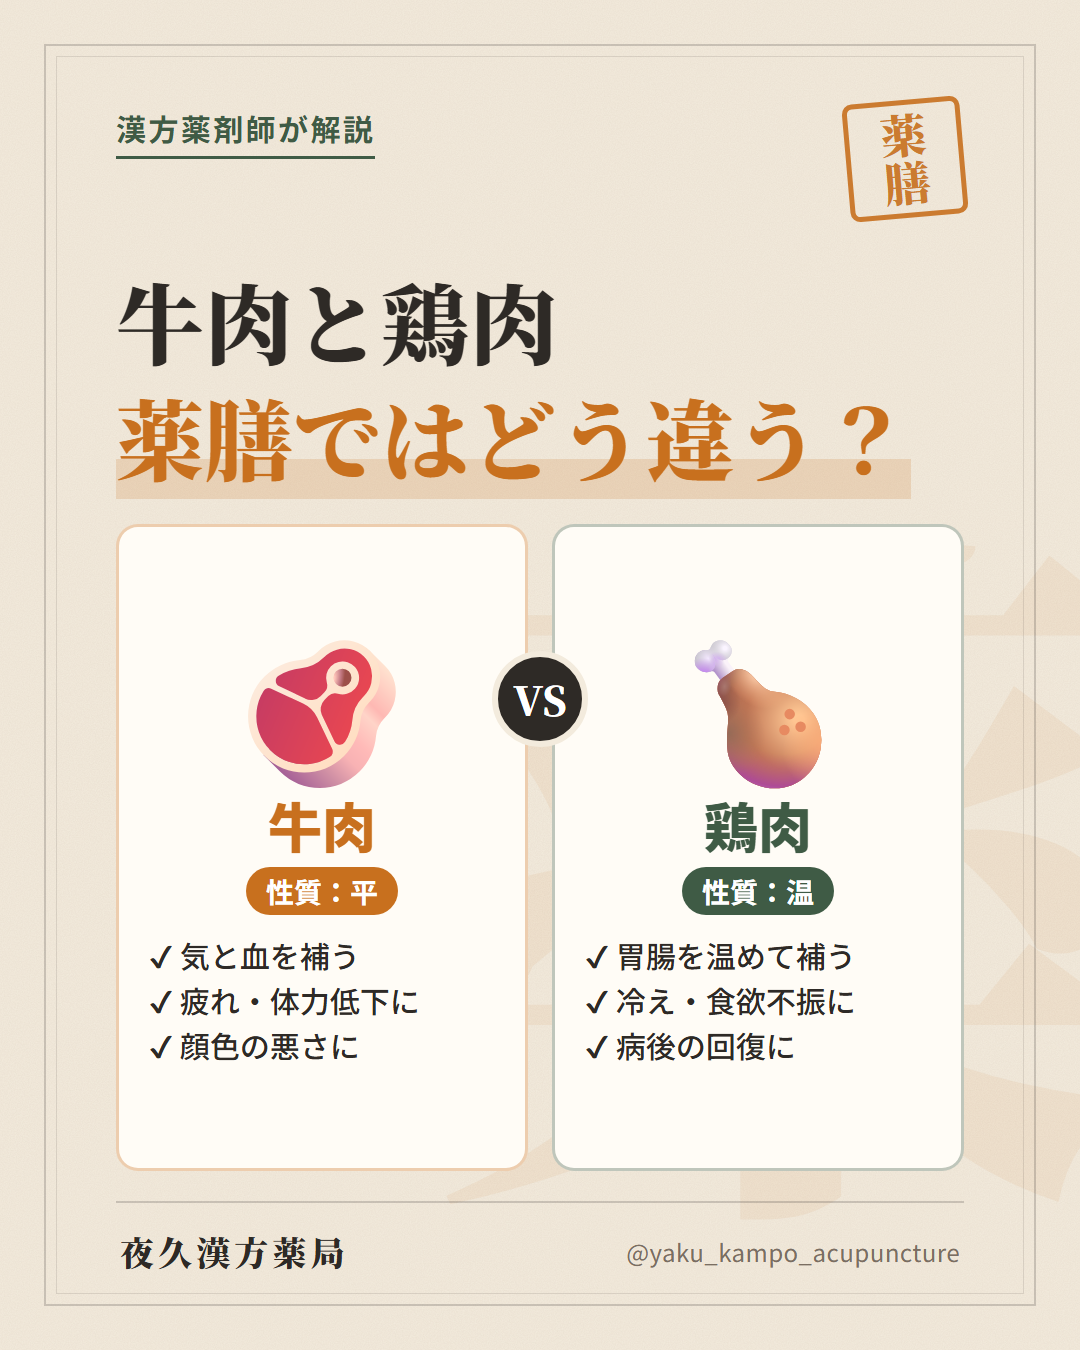 漢方薬剤師が解説
薬
膳
牛肉と鶏肉
薬膳ではどう違う？
VS
牛肉
性質：平
✓気と血を補う
✓疲れ・体力低下に
✓顔色の悪さに
鶏肉
性質：温
✓胃腸を温めて補う
✓冷え・食欲不振に
✓病後の回復に
夜久漢方薬局
@yaku_kampo_acupuncture